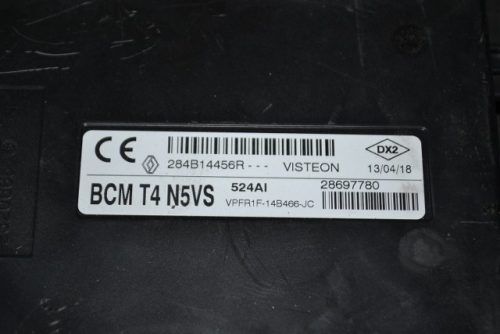 CE DX2
284B14456R--- VISTEON 13/04/18
BCM T4 N5VS 524AI 28697780
VPFR1F-14B466-JC